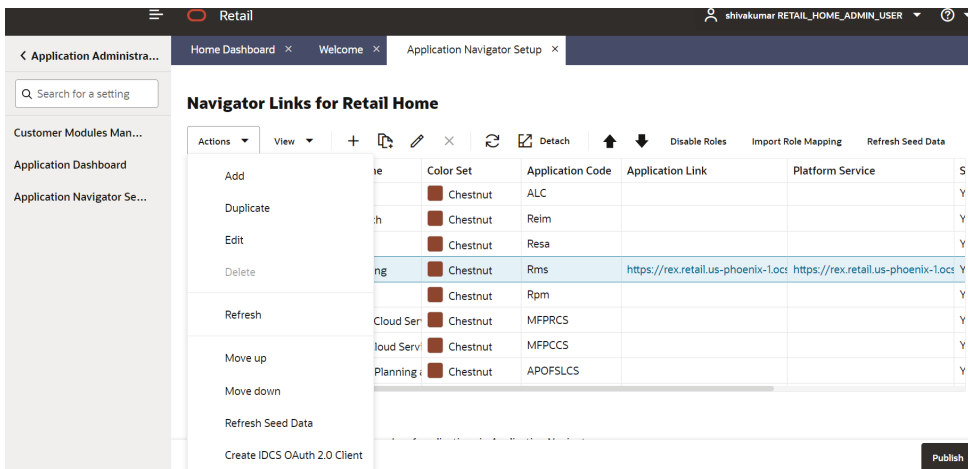 Retail
shivakumar RETAIL_HOME_ADMIN_USER
Application Administra...
Home Dashboard × Welcome × Application Navigator Setup ×
Search for a setting
Navigator Links for Retail Home
Customer Modules Man...
Application Dashboard
Application Navigator Se...
Actions View Detach Disable Roles Import Role Mapping Refresh Seed Data
Color Set Application Code Application Link Platform Service
Add
Duplicate
Edit
Delete
Refresh
Move up
Move down
Refresh Seed Data
Create IDCS OAuth 2.0 Client
Chestnut ALC
Chestnut Reim
Chestnut Resa
Chestnut Rms https://rex.retail.us-phoenix-1.ocs https://rex.retail.us-phoenix-1.ocs Y
Chestnut Rpm
Cloud Ser Chestnut MFPRCS
loud Servi Chestnut MFPCCS
Planning Chestnut APOFSLCS
Publish